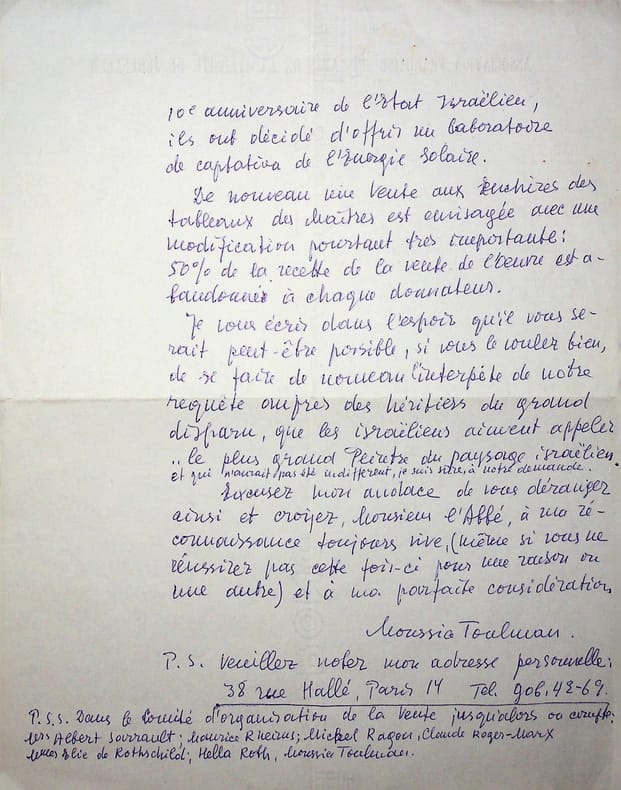 10e anniversaire de l'Etat Israëlien,
ils ont décidé d'offrir un Laboratoire
de captation de l'Energie Solaire.
De nouveau une Vente aux Enchères des
tableaux des Maîtres est envisagée avec une
modification pourtant très importante:
50% de la recette de la vente de l'oeuvre est a-
bandonnée à chaque donnateur.
Je vous écris dans l'espoir qu'il vous se-
rait peut-être possible, si vous le voulez bien,
de se faire de nouveau l'interpète de notre
requête auprès des héritiers du grand
disparu, que les israëliens aiment appeler
„ le plus grand Peintre du paysage israëlien.
et qui n'aurait pas été indifférent, je suis sûre, à notre demande.
Excusez mon audace de vous déranger
ainsi et croyez, Monsieur l'Abbé, à ma ré-
connaissance toujours vive, (même si vous ne
réussirez pas cette fois-ci pour une raison ou
une autre) et à ma parfaite considération,
Moussia Toulman.
P.S. Veuillez noter mon adresse personnelle:
38 rue Hallé, Paris 14 Tel. gob. 42-69.
P.S.S. Dans le Comité d'organisation de la Vente jusqu'alors on compte:
Mrs Albert Sarrault; Maurice Rheims; Michel Ragon, Claude Roger-Marx
Mmes Elie de Rothschild; Hella Roth, Moussia Toulman.